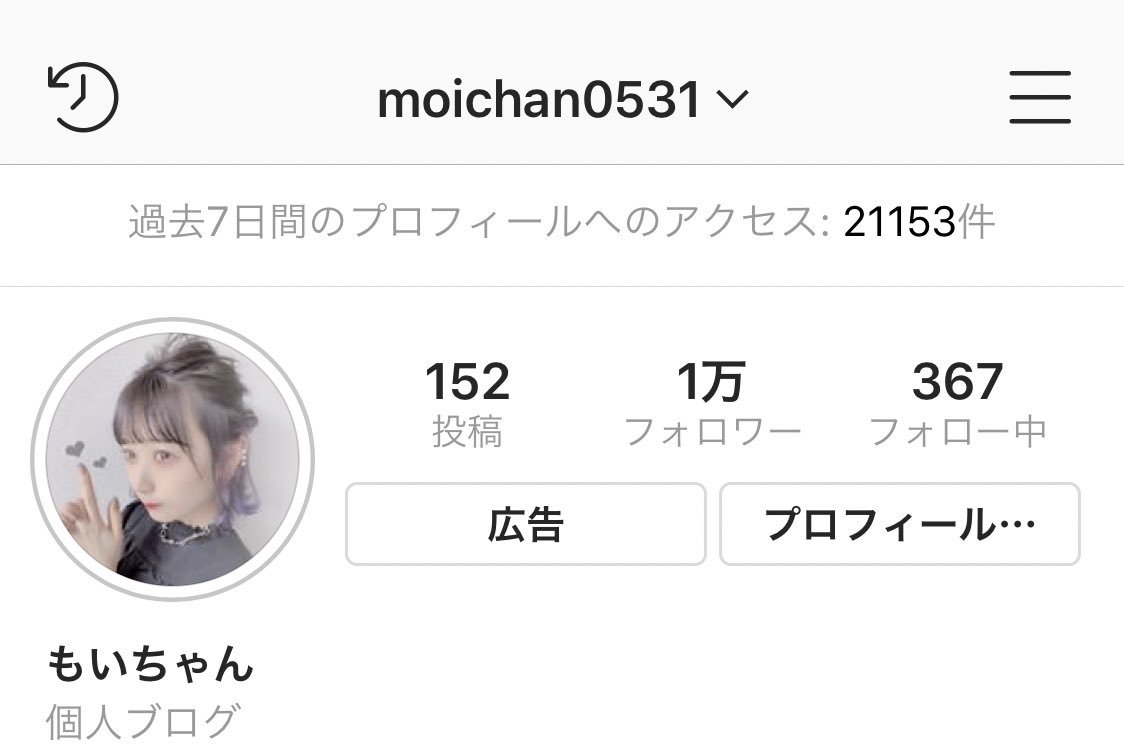 moichan0531
過去7日間のプロフィールへのアクセス: 21153件
152 1万 367
投稿 フォロワー フォロー中
広告 プロフィール…
もいちゃん
個人ブログ